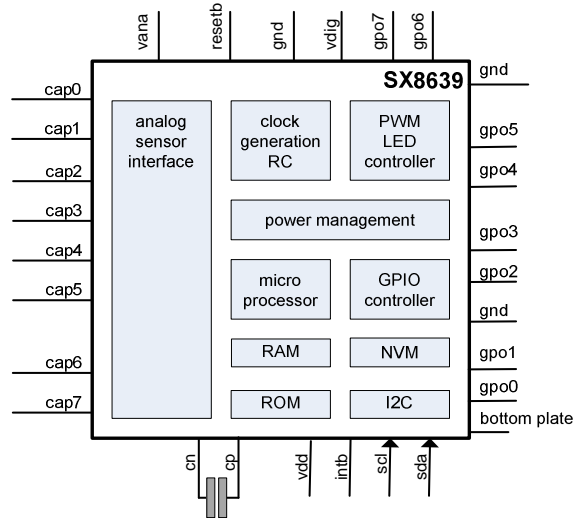 vana
resetb
gnd
vdig
gpo7
gpo6
SX8639
gnd
cap0
cap1
cap2
cap3
cap4
cap5
cap6
cap7
analog
sensor
interface
clock
generation
RC
PWM
LED
controller
power management
micro
processor
GPIO
controller
RAM
NVM
ROM
I2C
gpo5
gpo4
gpo3
gpo2
gnd
gpo1
gpo0
bottom plate
cn
cp
vdd
intb
scl
sda